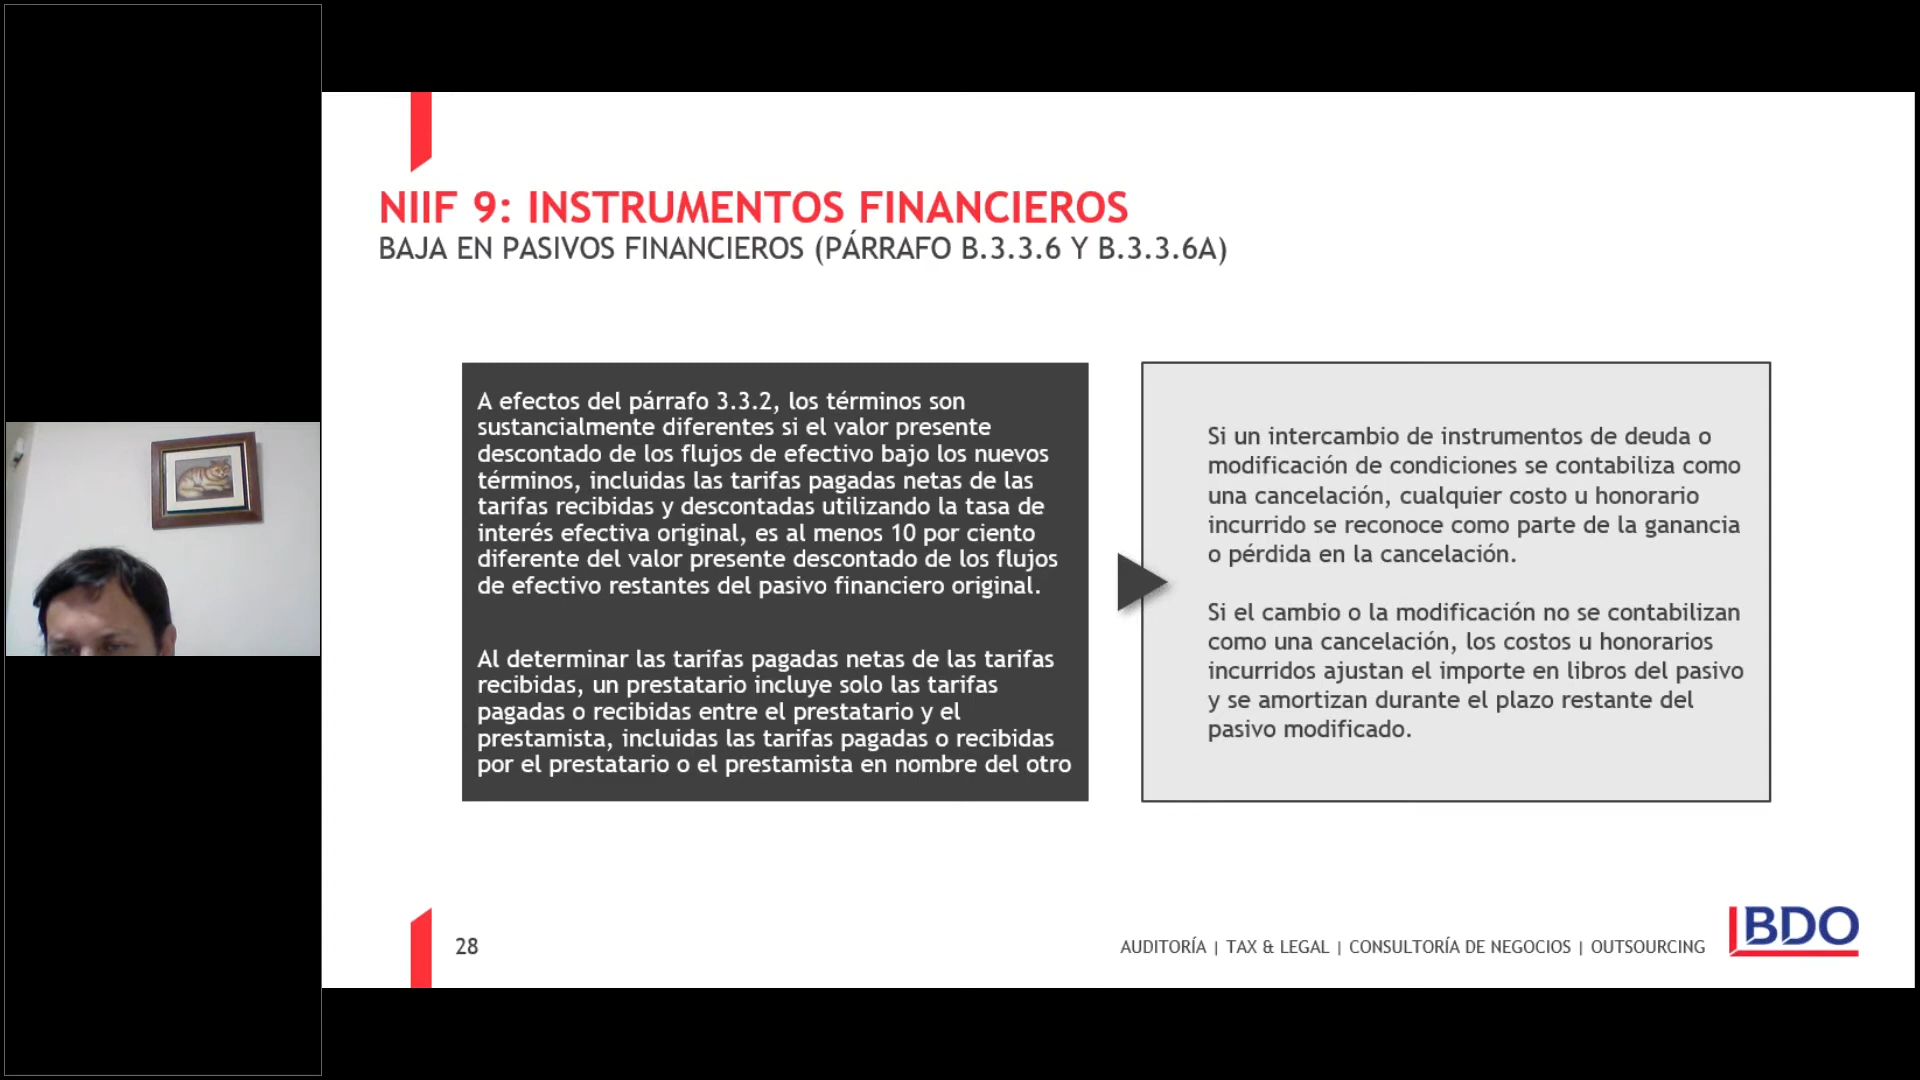 NIIF 9: INSTRUMENTOS FINANCIEROS
BAJA EN PASIVOS FINANCIEROS (PÁRRAFO B.3.3.6 Y B.3.3.6A)
A efectos del párrafo 3.3.2, los términos son
sustancialmente diferentes si el valor presente
descontado de los flujos de efectivo bajo los nuevos
términos, incluidas las tarifas pagadas netas de las
tarifas recibidas y descontadas utilizando la tasa de
interés efectiva original, es al menos 10 por ciento
diferente del valor presente descontado de los flujos
de efectivo restantes del pasivo financiero original.
Al determinar las tarifas pagadas netas de las tarifas
recibidas, un prestatario incluye solo las tarifas
pagadas o recibidas entre el prestatario y el
prestamista, incluidas las tarifas pagadas o recibidas
por el prestatario o el prestamista en nombre del otro
Si un intercambio de instrumentos de deuda o
modificación de condiciones se contabiliza como
una cancelación, cualquier costo u honorario
incurrido se reconoce como parte de la ganancia
o pérdida en la cancelación.
Si el cambio o la modificación no se contabilizan
como una cancelación, los costos u honorarios
incurridos ajustan el importe en libros del pasivo
y se amortizan durante el plazo restante del
pasivo modificado.
28
AUDITORÍA | TAX & LEGAL | CONSULTORÍA DE NEGOCIOS | OUTSOURCING
BDO